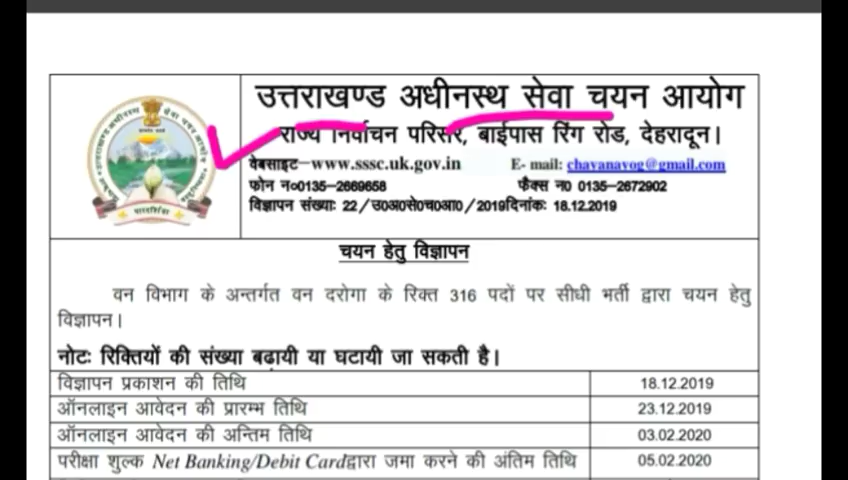 उत्तराखण्ड अधीनस्थ सेवा चयन आयोग
राज्य निर्वाचन परिसर, बाईपास रिंग रोड, देहरादून।
वेबसाइट–www.sssc.uk.gov.in E- mail: chayanayog@gmail.com
फोन न00135-2669658 फैक्स न0 0135-2672902
विज्ञापन संख्याः 22/उ0अ0से0च0आ0/2019दिनांकः 18.12.2019
चयन हेतु विज्ञापन
वन विभाग के अन्तर्गत वन दरोगा के रिक्त 316 पदों पर सीधी भर्ती द्वारा चयन हेतु
विज्ञापन।
नोटः रिक्तियों की संख्या बढ़ायी या घटायी जा सकती है।
विज्ञापन प्रकाशन की तिथि 18.12.2019
ऑनलाइन आवेदन की प्रारम्भ तिथि 23.12.2019
ऑनलाइन आवेदन की अन्तिम तिथि 03.02.2020
परीक्षा शुल्क Net Banking/Debit Cardद्वारा जमा करने की अंतिम तिथि 05.02.2020